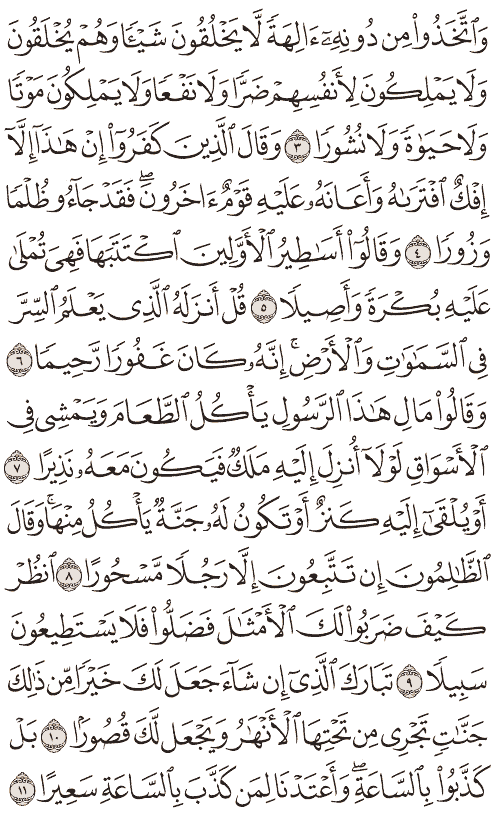 وَٱتَّخَذُوا۟ مِن دُونِهِۦٓ ءَالِهَةً لَّا يَخْلُقُونَ شَيْـًٔا وَهُمْ يُخْلَقُونَ
وَلَا يَمْلِكُونَ لِأَنفُسِهِمْ ضَرًّا وَلَا نَفْعًا وَلَا يَمْلِكُونَ مَوْتًا
وَلَا حَيَوٰةً وَلَا نُشُورًا ٣ وَقَالَ ٱلَّذِينَ كَفَرُوٓا۟ إِنْ هَـٰذَآ إِلَّآ
إِفْكٌ ٱفْتَرَىٰهُ وَأَعَانَهُۥ عَلَيْهِ قَوْمٌ ءَاخَرُونَ ۖ فَقَدْ جَآءُو ظُلْمًا
وَزُورًا ٤ وَقَالُوٓا۟ أَسَـٰطِيرُ ٱلْأَوَّلِينَ ٱكْتَتَبَهَا فَهِىَ تُمْلَىٰ
عَلَيْهِ بُكْرَةً وَأَصِيلًا ٥ قُلْ أَنزَلَهُ ٱلَّذِى يَعْلَمُ ٱلسِّرَّ
فِى ٱلسَّمَـٰوَٰتِ وَٱلْأَرْضِ ۚ إِنَّهُۥ كَانَ غَفُورًا رَّحِيمًا ٦
وَقَالُوا۟ مَالِ هَـٰذَا ٱلرَّسُولِ يَأْكُلُ ٱلطَّعَامَ وَيَمْشِى فِى
ٱلْأَسْوَاقِ ۙ لَوْلَآ أُنزِلَ إِلَيْهِ مَلَكٌ فَيَكُونَ مَعَهُۥ نَذِيرًا ٧
أَوْ يُلْقَىٰٓ إِلَيْهِ كَنزٌ أَوْ تَكُونُ لَهُۥ جَنَّةٌ يَأْكُلُ مِنْهَا ۚ وَقَالَ
ٱلظَّـٰلِمُونَ إِن تَتَّبِعُونَ إِلَّا رَجُلًا مَّسْحُورًا ٨ ٱنظُرْ
كَيْفَ ضَرَبُوا۟ لَكَ ٱلْأَمْثَـٰلَ فَضَلُّوا۟ فَلَا يَسْتَطِيعُونَ
سَبِيلًا ٩ تَبَارَكَ ٱلَّذِىٓ إِن شَآءَ جَعَلَ لَكَ خَيْرًا مِّن ذَٰلِكَ
جَنَّـٰتٍ تَجْرِى مِن تَحْتِهَا ٱلْأَنْهَـٰرُ وَيَجْعَل لَّكَ قُصُورًۢا ١٠ بَلْ
كَذَّبُوا۟ بِٱلسَّاعَةِ ۖ وَأَعْتَدْنَا لِمَن كَذَّبَ بِٱلسَّاعَةِ سَعِيرًا ١١